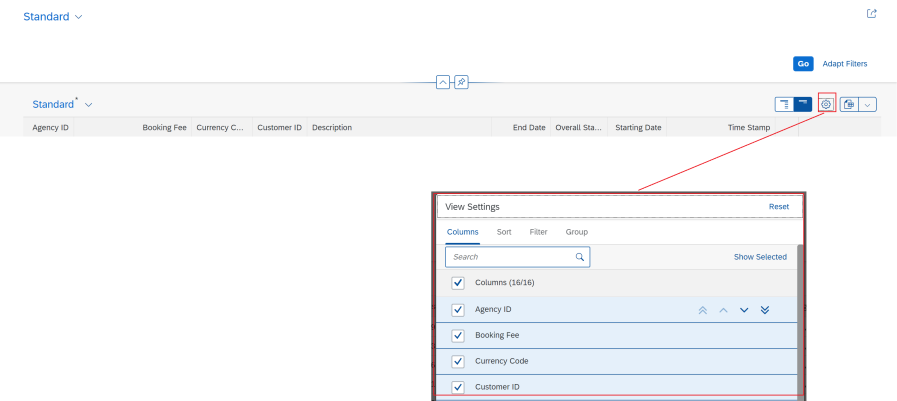 Standard
Go Adapt Filters
Standard *
Agency ID Booking Fee Currency C... Customer ID Description End Date Overall Sta... Starting Date Time Stamp
View Settings Reset
Columns Sort Filter Group
Search Show Selected
Columns (16/16)
Agency ID
Booking Fee
Currency Code
Customer ID